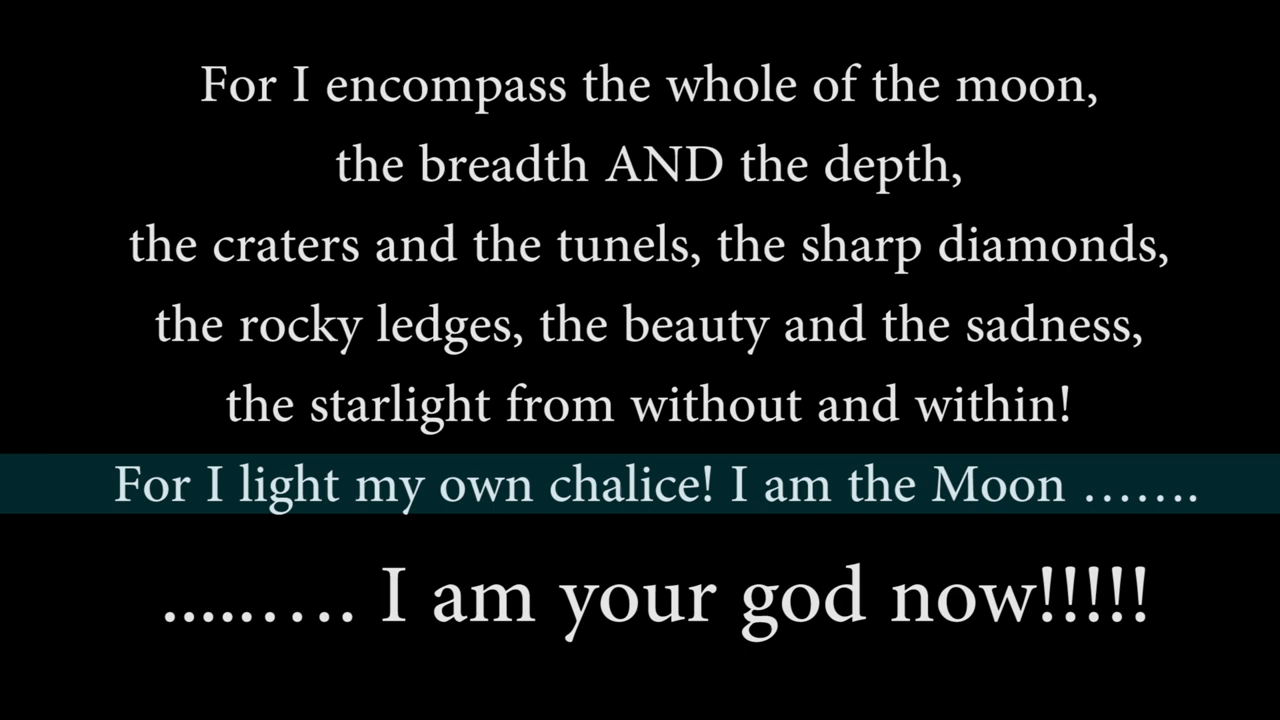 For I encompass the whole of the moon,
the breadth AND the depth,
the craters and the tunels, the sharp diamonds,
the rocky ledges, the beauty and the sadness,
the starlight from without and within!
For I light my own chalice! I am the Moon …….
.....…. I am your god now!!!!!